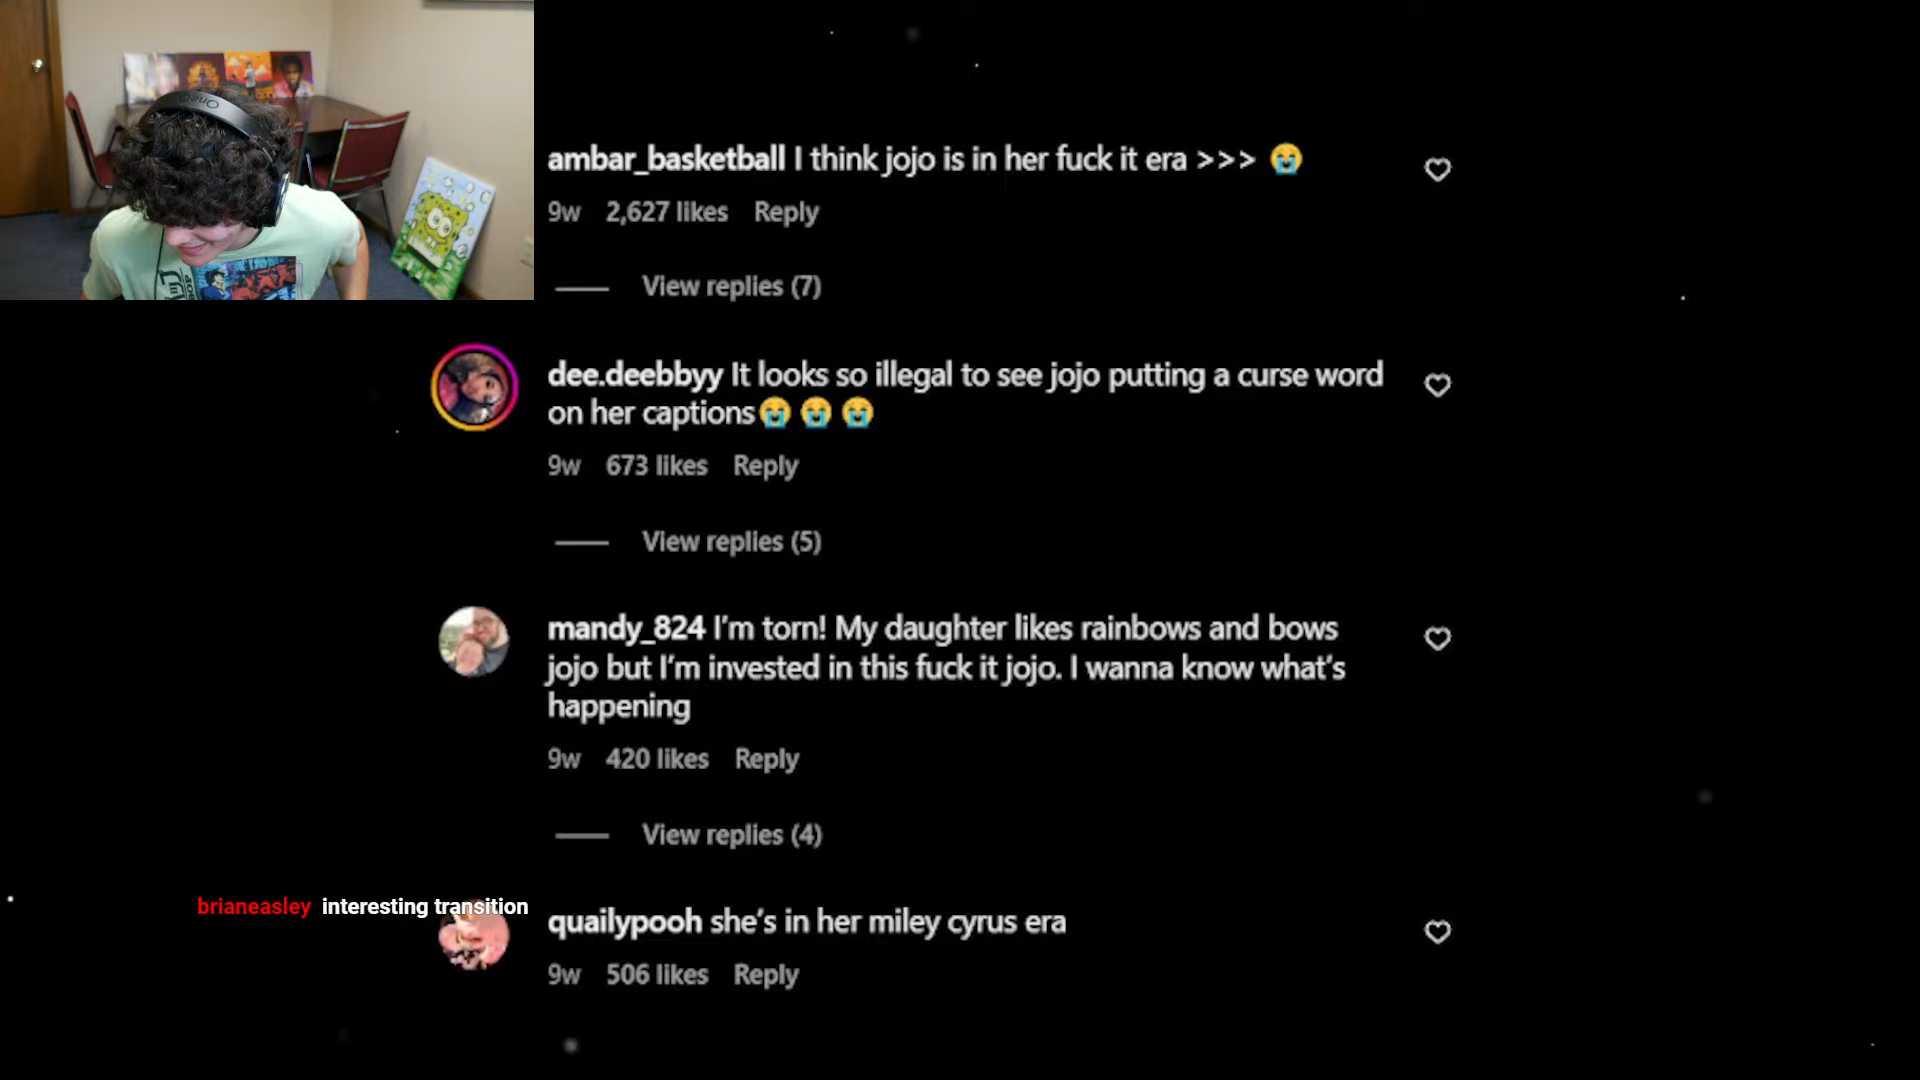 ambar_basketball I think jojo is in her fuck it era >>> 😭
9w 2,627 likes Reply
View replies (7)
dee.deebbyy It looks so illegal to see jojo putting a curse word
on her captions😭😭😭
9w 673 likes Reply
View replies (5)
mandy_824 I'm torn! My daughter likes rainbows and bows
jojo but I'm invested in this fuck it jojo. I wanna know what's
happening
9w 420 likes Reply
View replies (4)
brianeasley interesting transition
quailypooh she's in her miley cyrus era
9w 506 likes Reply